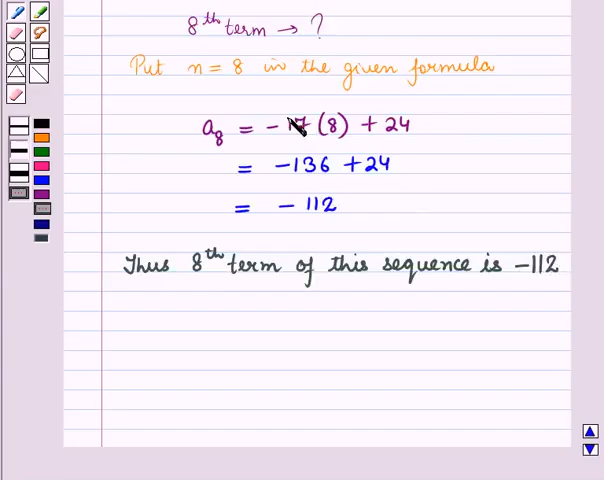 8th term → ?
Put n = 8 in the given formula
a8 = -17 (8) + 24
= -136 + 24
= - 112
Thus 8th term of this sequence is -112